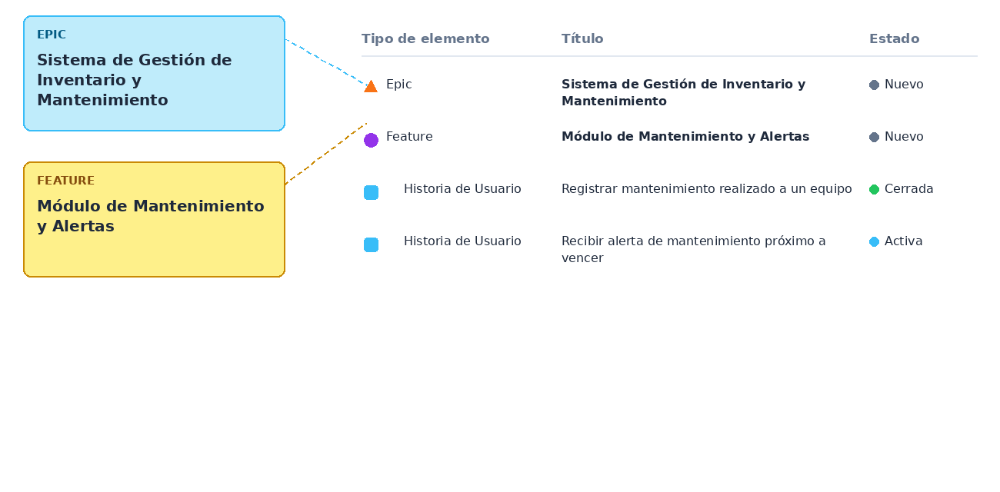 EPIC
Sistema de Gestión de
Inventario y
Mantenimiento
FEATURE
Módulo de Mantenimiento
y Alertas
Tipo de elemento Título Estado
Epic Sistema de Gestión de Inventario y Nuevo
Mantenimiento
Feature Módulo de Mantenimiento y Alertas Nuevo
Historia de Usuario Registrar mantenimiento realizado a un equipo Cerrada
Historia de Usuario Recibir alerta de mantenimiento próximo a Activa
vencer